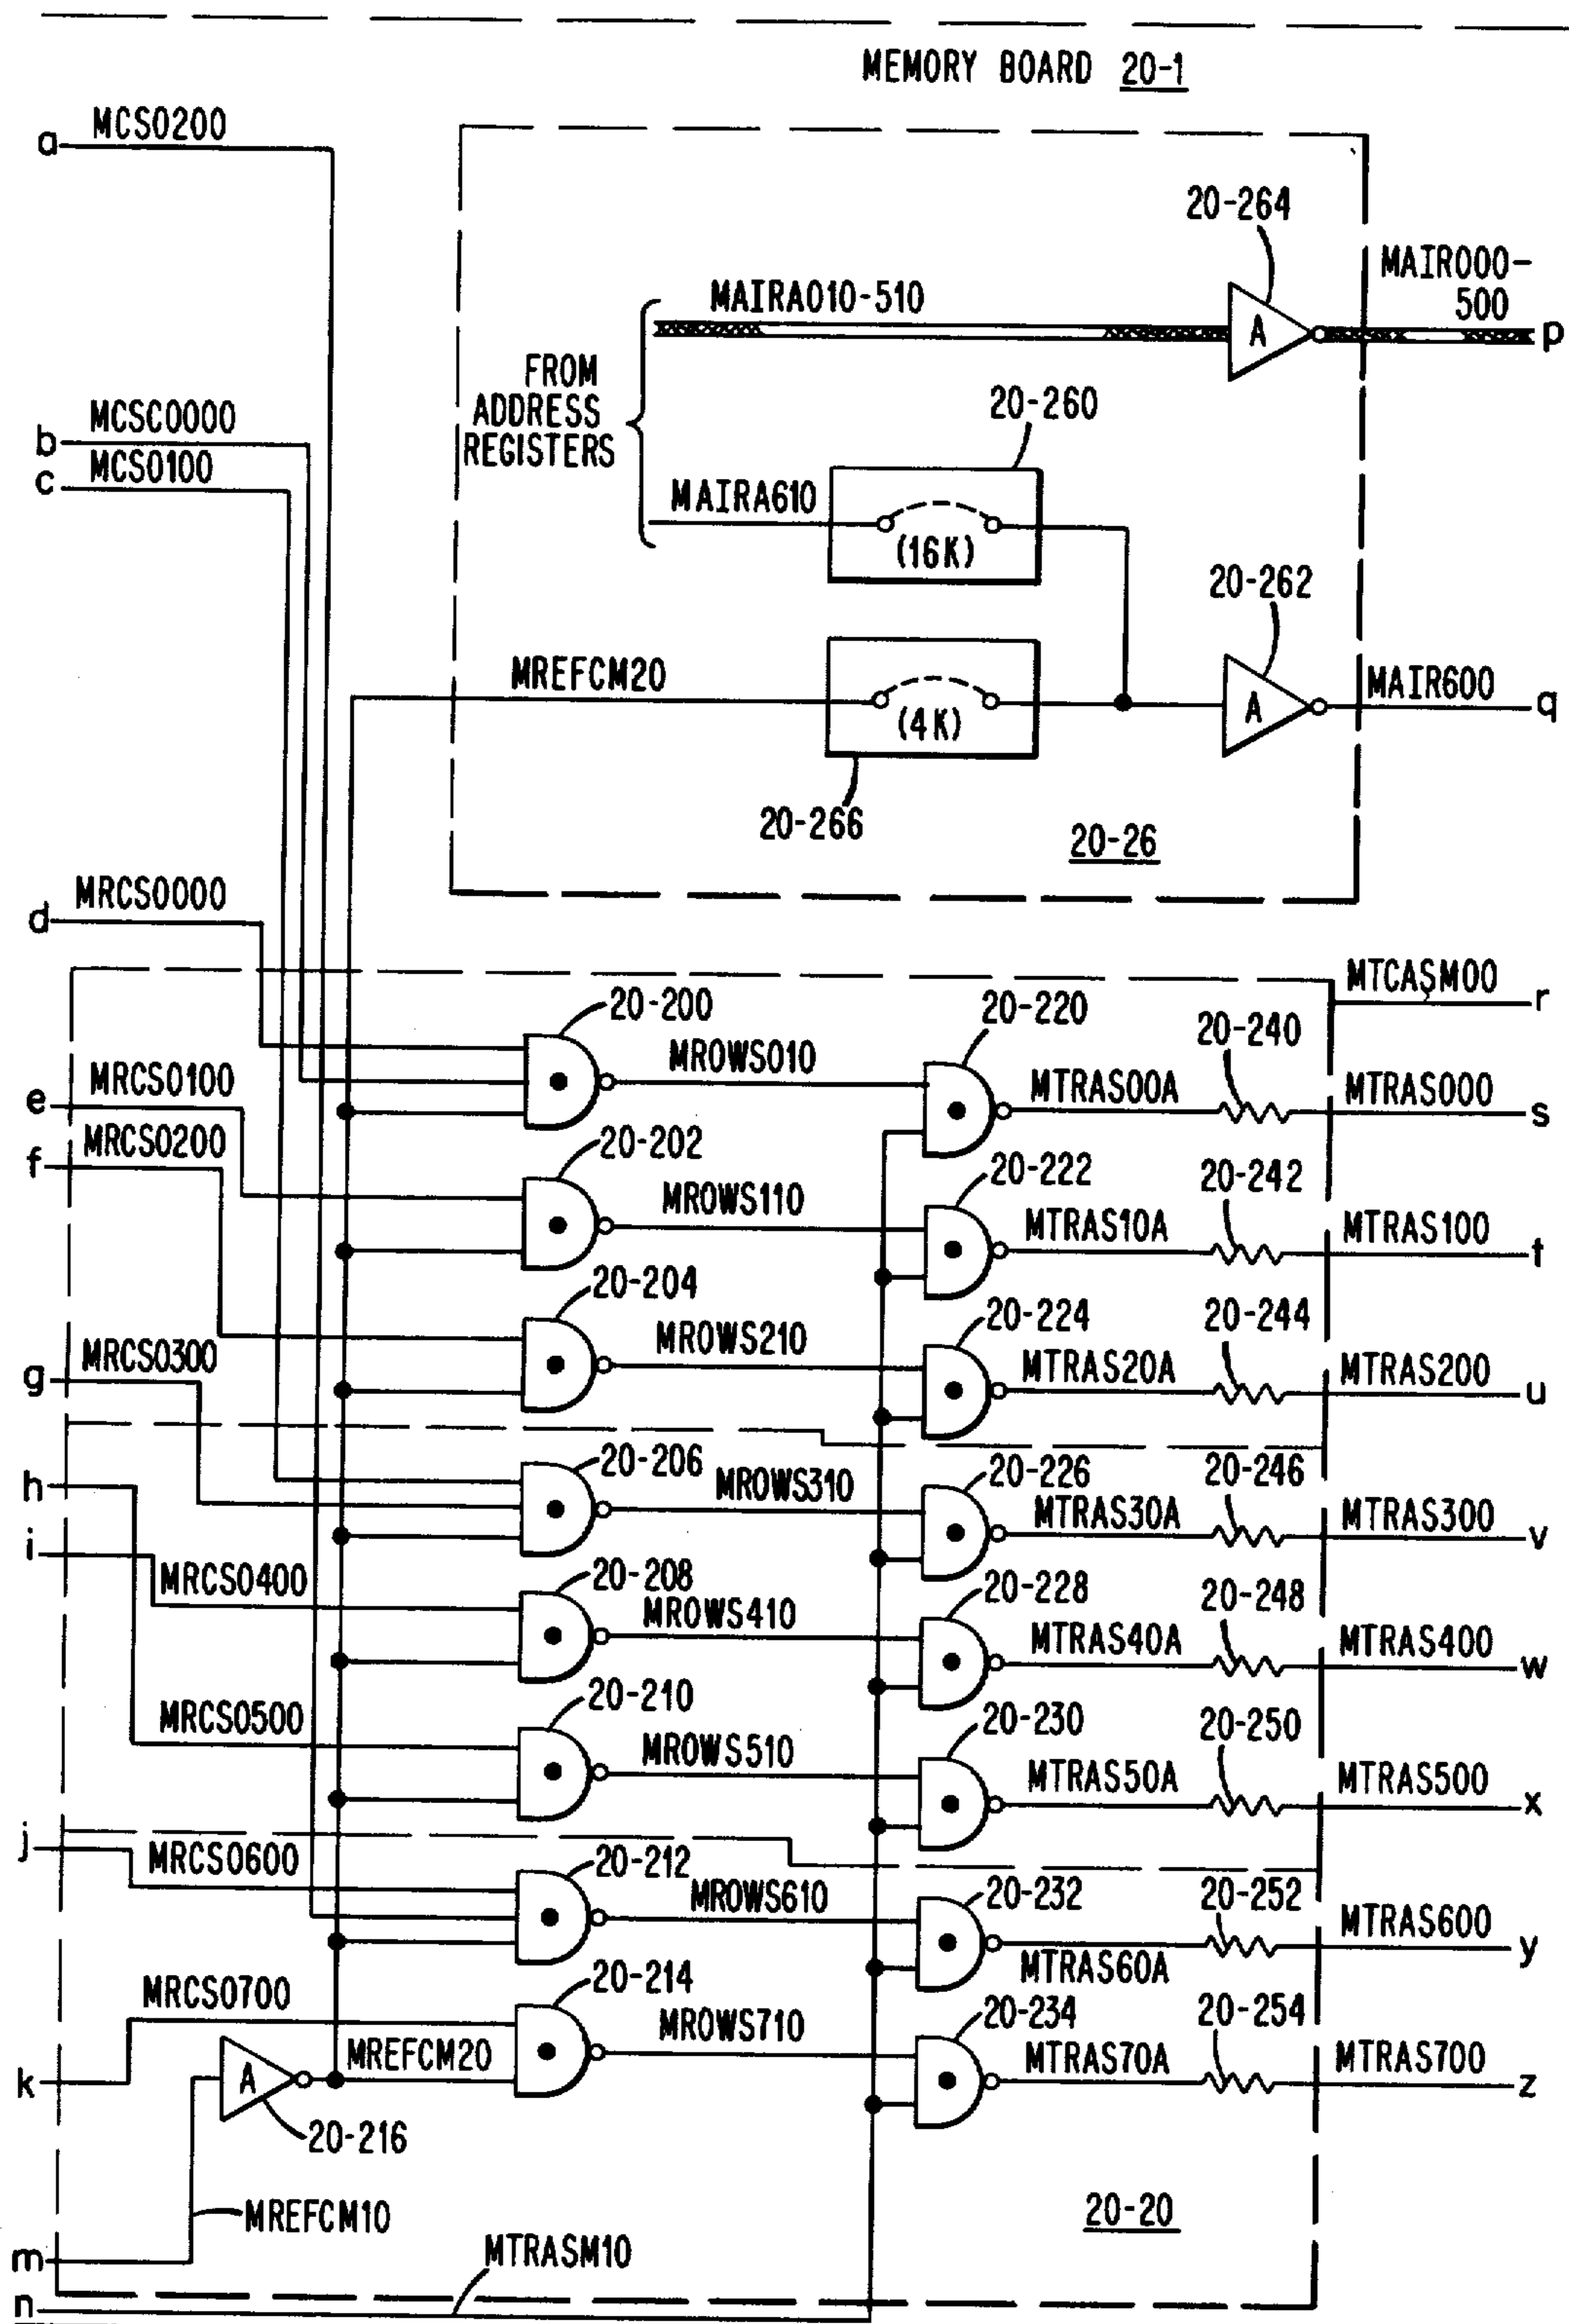 MEMORY BOARD 20-1
a MCS0200
20-264
MAIRA010-510
A
MAIR000-
500
p
FROM
ADDRESS
REGISTERS
20-260
b MCSC0000
c MCS0100
MAIRA610
(16K)
20-262
MREFCM20
(4K)
A
MAIR600
q
20-266
20-26
d MRCS0000
MTCASM00
r
20-200
20-220
20-240
MROWS010
MTRAS00A
MTRAS000
s
e MRCS0100
f MRCS0200
20-202
20-222
20-242
MROWS110
MTRAS10A
MTRAS100
t
20-204
20-224
20-244
g MRCS0300
MROWS210
MTRAS20A
MTRAS200
u
20-206
20-226
20-246
h
MROWS310
MTRAS30A
MTRAS300
v
i
MRCS0400
20-208
20-228
20-248
MROWS410
MTRAS40A
MTRAS400
w
20-210
20-230
20-250
MRCS0500
MROWS510
MTRAS50A
MTRAS500
x
j
MRCS0600
20-212
20-232
20-252
MROWS610
MTRAS60A
MTRAS600
y
MRCS0700
20-214
20-234
20-254
MROWS710
MTRAS70A
MTRAS700
z
k
A
MREFCM20
20-216
MREFCM10
20-20
m
MTRASM10
n